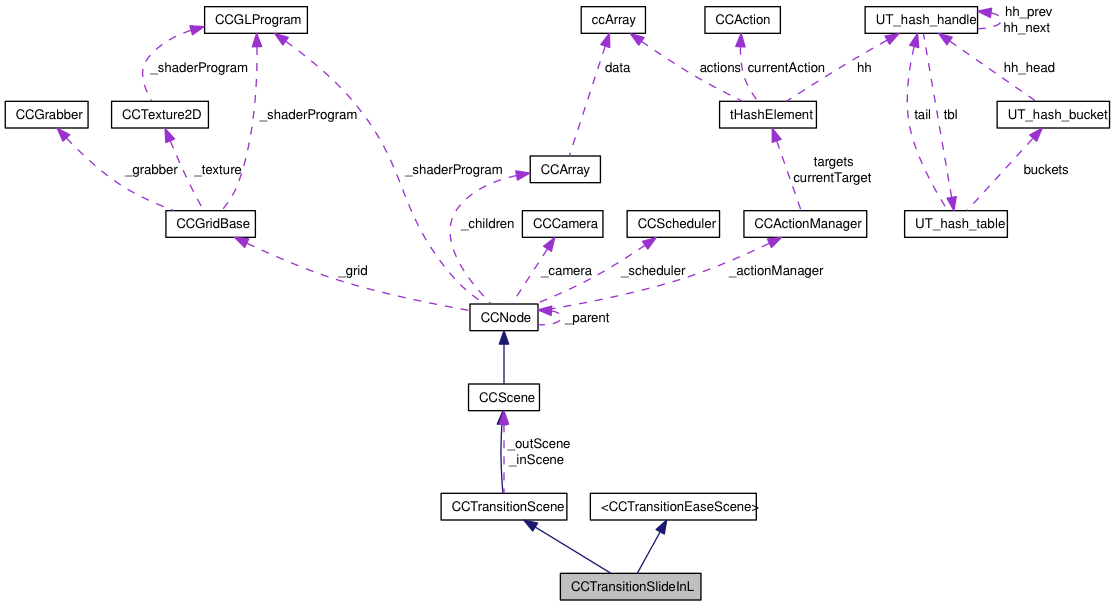 CCGLProgram
ccArray
CCAction
UT_hash_handle
hh_prev
hh_next
_shaderProgram
actions
currentAction
data
hh
hh_head
CCGrabber
CCTexture2D
_shaderProgram
tHashElement
tail
tbl
UT_hash_bucket
_grabber
_texture
_shaderProgram
CCArray
targets
currentTarget
buckets
CCGridBase
_children
CCCamera
CCScheduler
CCActionManager
UT_hash_table
_grid
_camera
_scheduler
_actionManager
CCNode
_parent
CCScene
_outScene
_inScene
CCTransitionScene
<CCTransitionEaseScene>
CCTransitionSlideInL